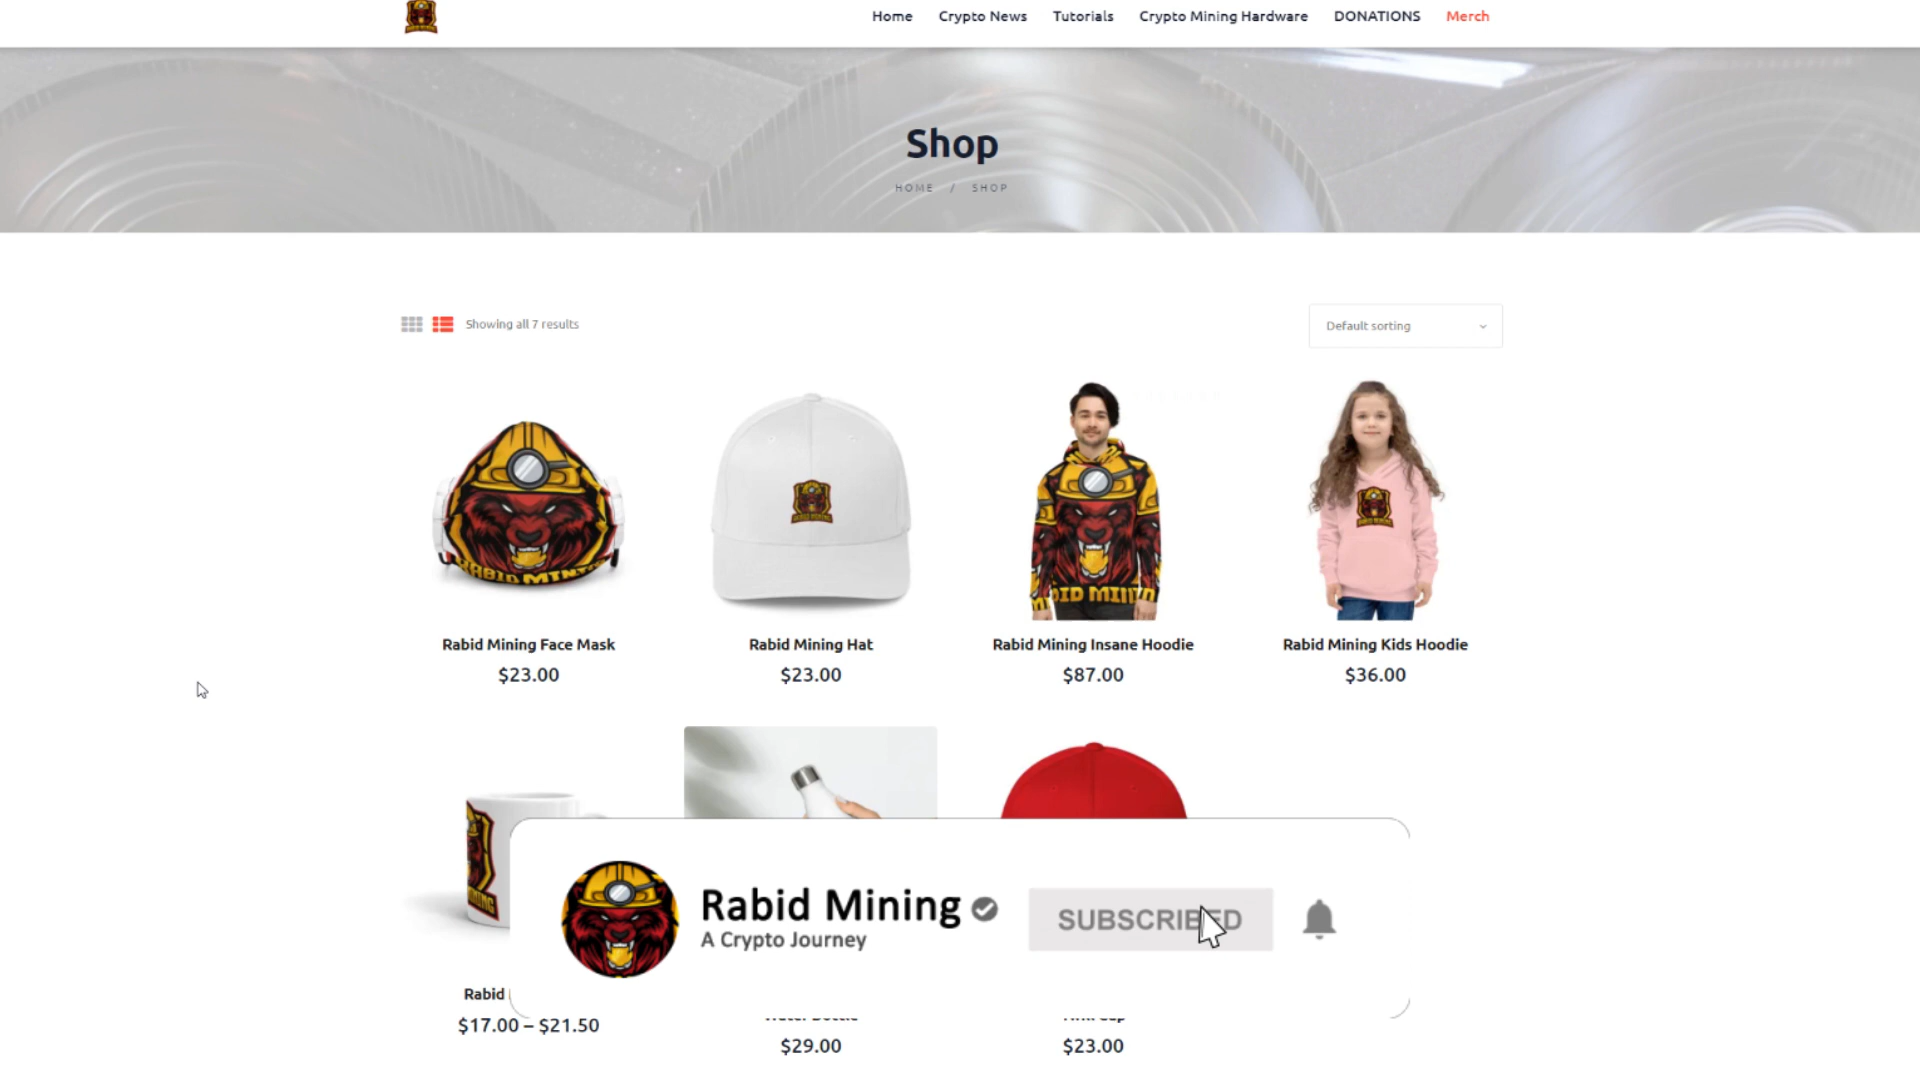 Home Crypto News Tutorials Crypto Mining Hardware DONATIONS Merch
Shop
HOME / SHOP
Showing all 7 results
Default sorting
RABID MINING
Rabid Mining Face Mask
$23.00
Rabid Mining Hat
$23.00
Rabid Mining Insane Hoodie
$87.00
Rabid Mining Kids Hoodie
$36.00
Rabid Mining
A Crypto Journey
SUBSCRIBED
Rabid
$17.00 – $21.50
Water Bottle
$29.00
$23.00